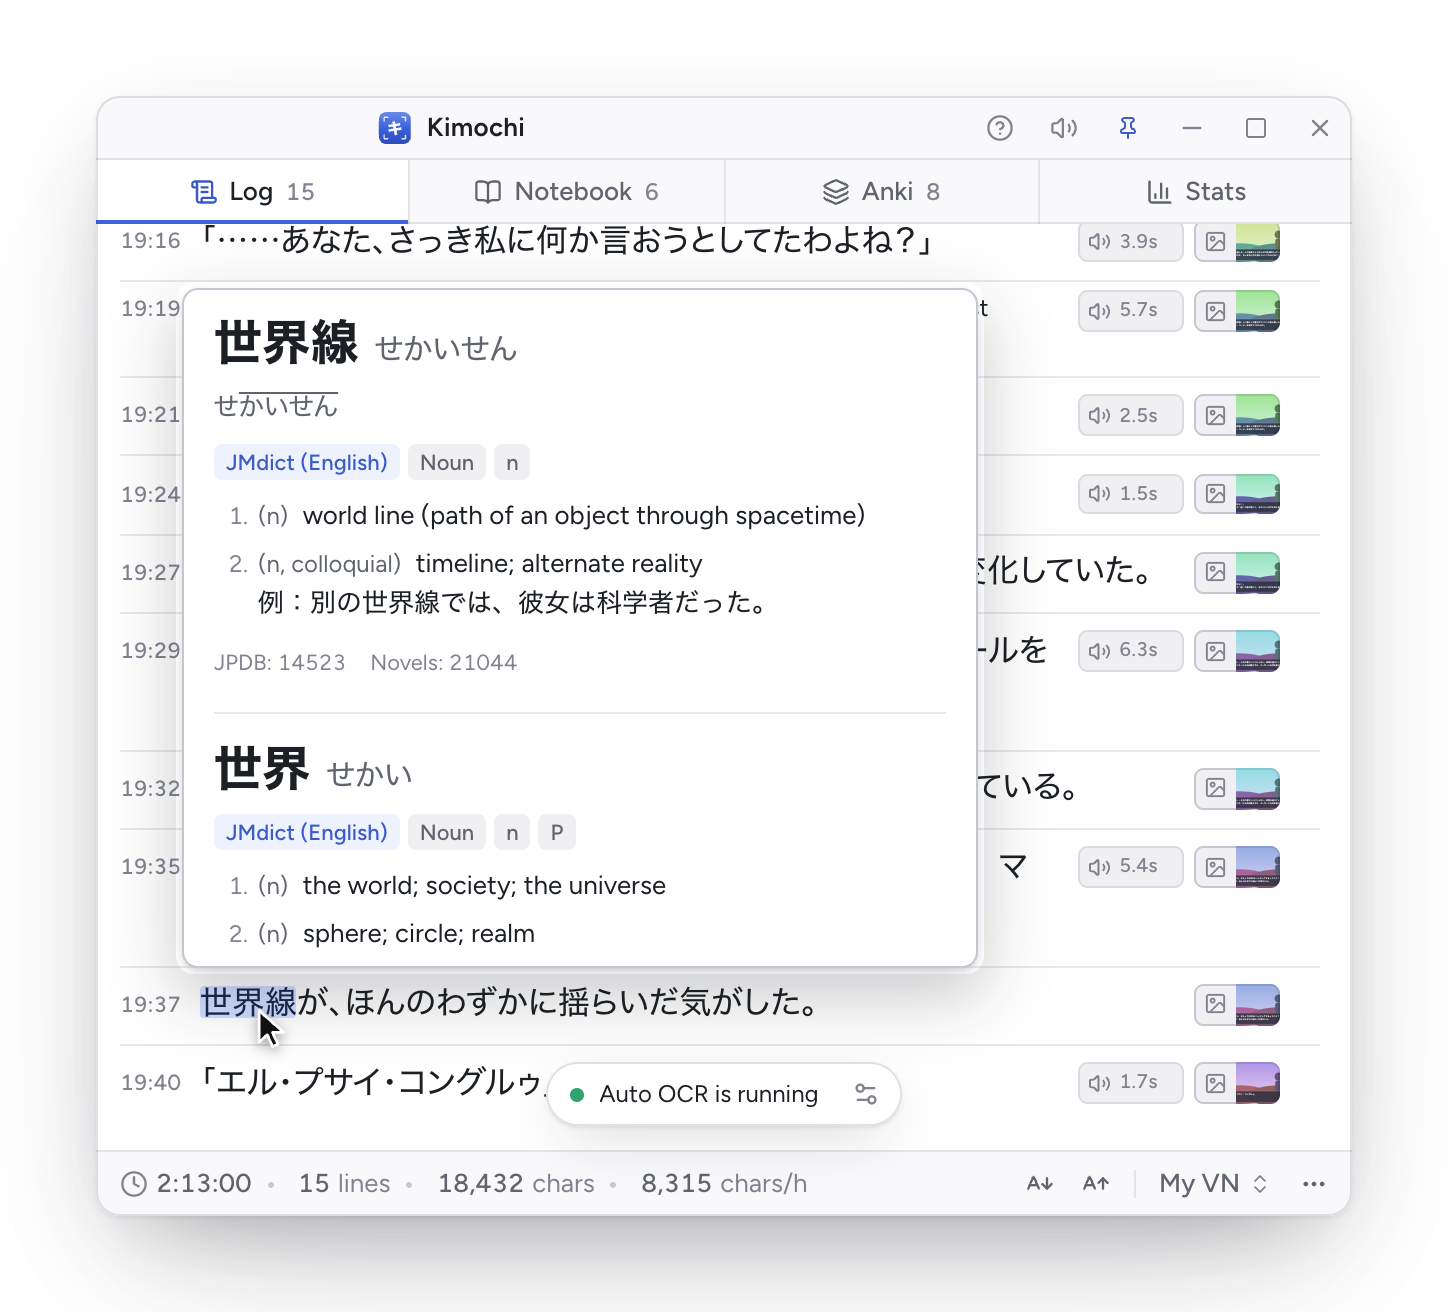 Kimochi
Log 15
Notebook 6
Anki 8
Stats
19:16 「……あなた、さっき私に何か言おうとしてたわよね？」 3.9s
19:19 t 5.7s
世界線 せかいせん
せかいせん
JMdict (English) Noun n
1. (n) world line (path of an object through spacetime)
2. (n, colloquial) timeline; alternate reality
例：別の世界線では、彼女は科学者だった。
JPDB: 14523 Novels: 21044
世界 せかい
JMdict (English) Noun n P
1. (n) the world; society; the universe
2. (n) sphere; circle; realm
19:21 2.5s
19:24 1.5s
19:27 化していた。
19:29 ールを 6.3s
19:32 ている。
19:35 マ 5.4s
19:37 世界線が、ほんのわずかに揺らいだ気がした。
19:40 「エル・プサイ・コングルゥ 1.7s
Auto OCR is running
2:13:00 • 15 lines • 18,432 chars • 8,315 chars/h
A↓ A↑ My VN